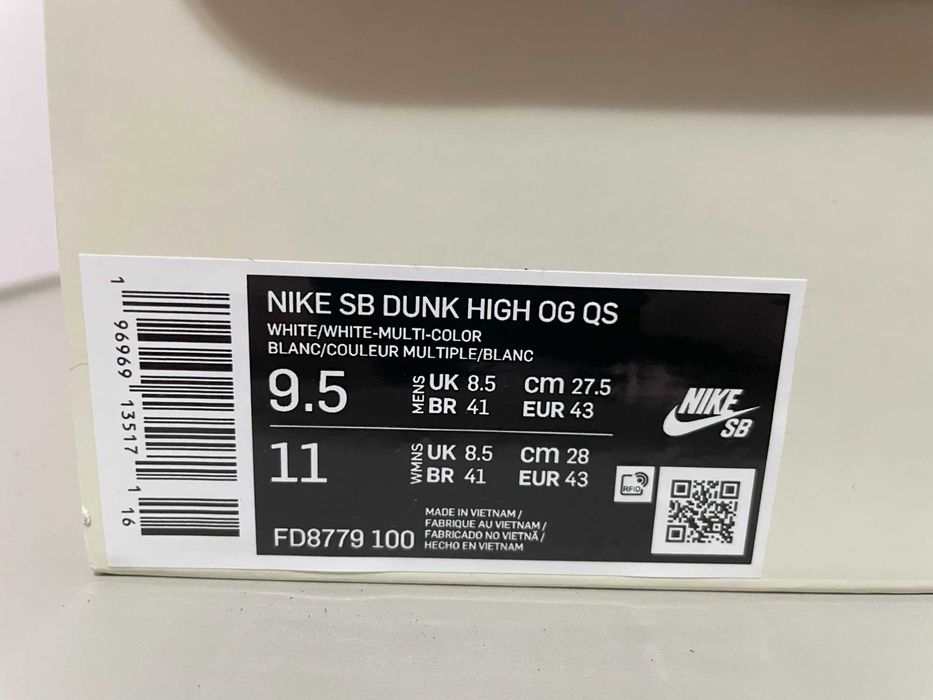 1 96969 13517 1 16
NIKE SB DUNK HIGH OG QS
WHITE/WHITE-MULTI-COLOR
BLANC/COULEUR MULTIPLE/BLANC
9.5 MENS UK 8.5 cm 27.5
BR 41 EUR 43
11 WMNS UK 8.5 cm 28
BR 41 EUR 43
FD8779 100
MADE IN VIETNAM /
FABRIQUE AU VIETNAM /
FABRICADO NO VIETNÃ /
HECHO EN VIETNAM
NIKE
SB
RFID